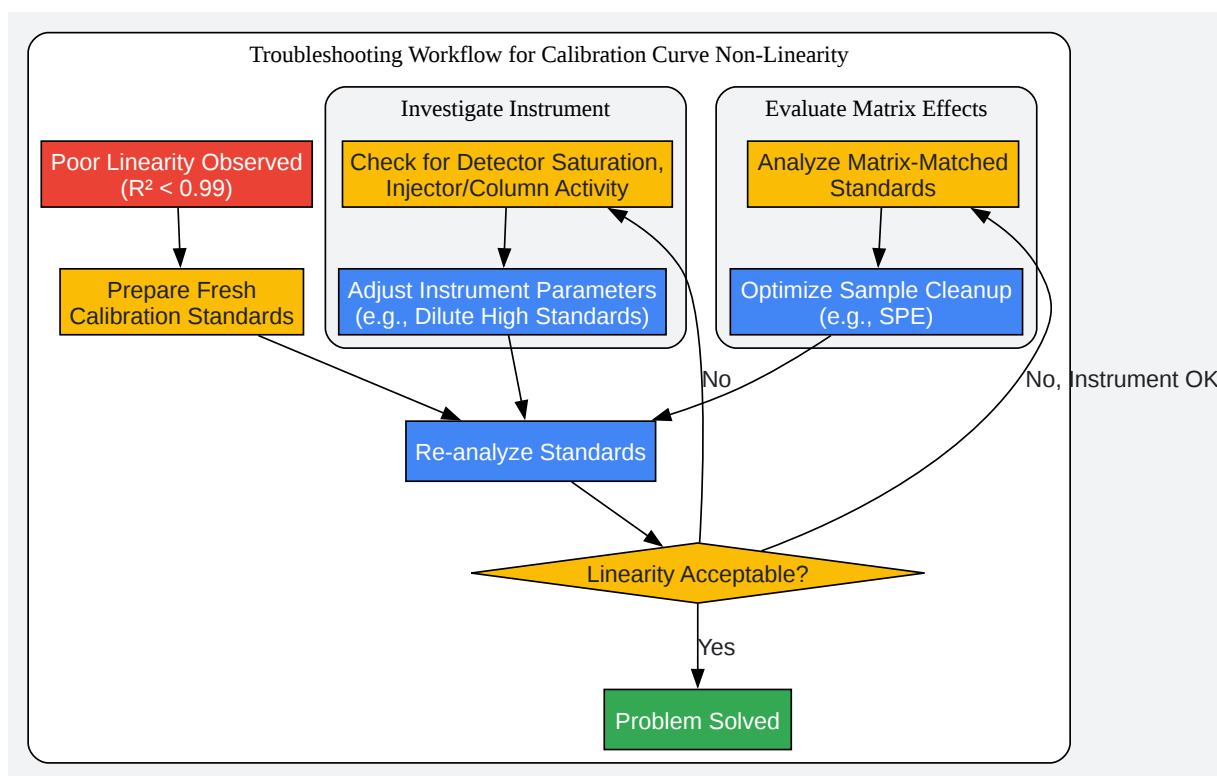 Troubleshooting Workflow for Calibration Curve Non-Linearity
Investigate Instrument
Evaluate Matrix Effects
Poor Linearity Observed
(R² < 0.99)
Check for Detector Saturation,
Injector/Column Activity
Analyze Matrix-Matched
Standards
Prepare Fresh
Calibration Standards
Adjust Instrument Parameters
(e.g., Dilute High Standards)
Optimize Sample Cleanup
(e.g., SPE)
No
No, Instrument OK
Re-analyze Standards
Linearity Acceptable?
Yes
Problem Solved